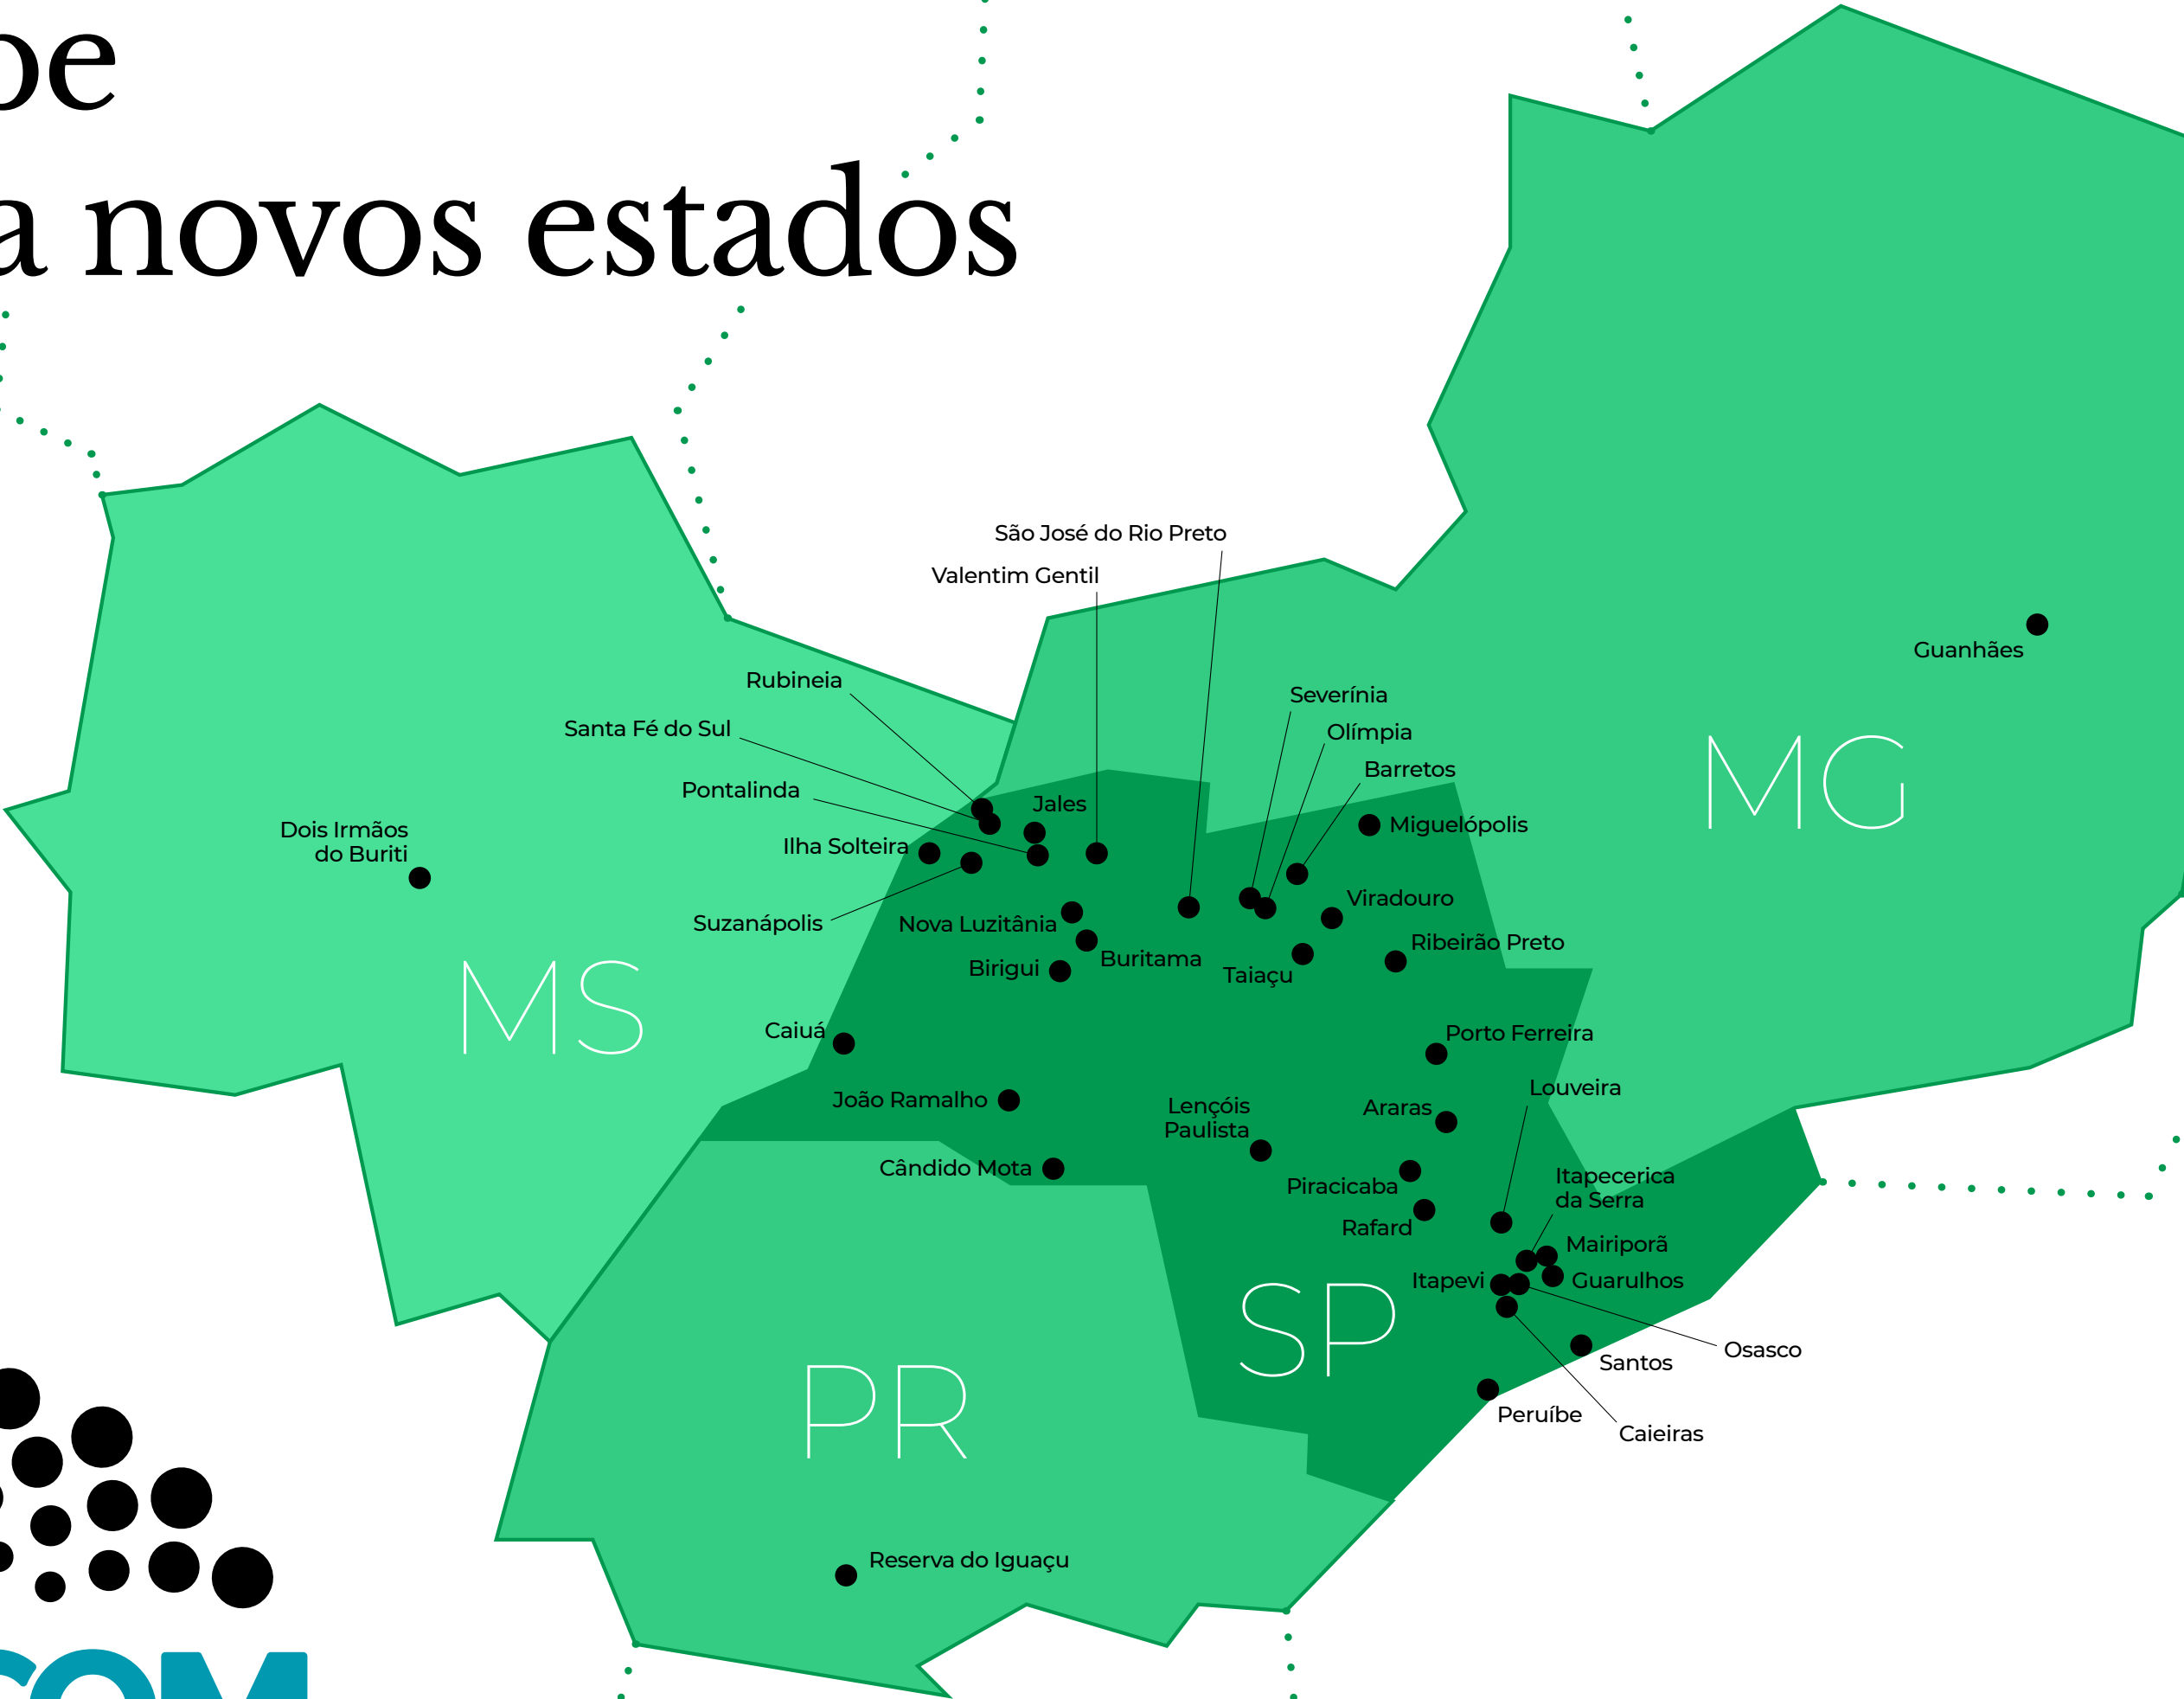 a novos estados
São José do Rio Preto
Valentim Gentil
Guanhães
Rubineia
Severínia
Santa Fé do Sul
Olímpia
Barretos
MG
Pontalinda
Jales
Miguelópolis
Dois Irmãos
do Buriti
Ilha Solteira
Viradouro
Suzanápolis
Nova Luzitânia
Ribeirão Preto
Buritama
Birigui
Taiaçu
MS
Caiuá
Porto Ferreira
Louveira
João Ramalho
Lençóis
Paulista
Araras
Cândido Mota
Itapecerica
da Serra
Piracicaba
Rafard
Mairiporã
Itapevi
Guarulhos
SP
Osasco
Santos
PR
Peruíbe
Caieiras
Reserva do Iguaçu